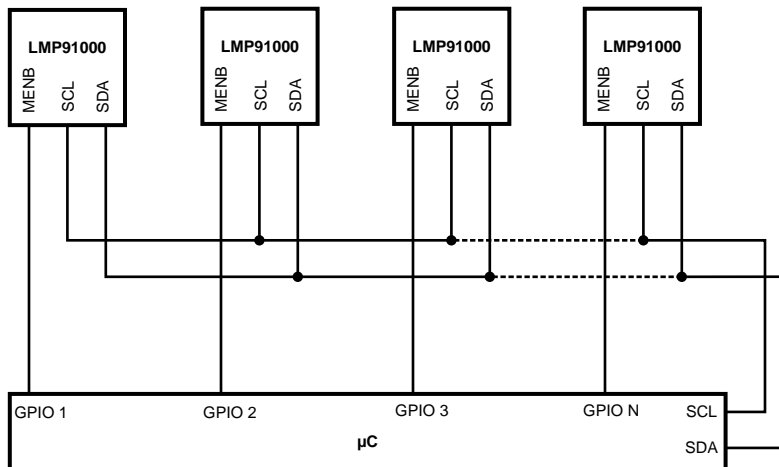 LMP91000 LMP91000 LMP91000 LMP91000
MENB SCL SDA MENB SCL SDA MENB SCL SDA MENB SCL SDA
GPIO 1 GPIO 2 GPIO 3 GPIO N SCL
µC
SDA